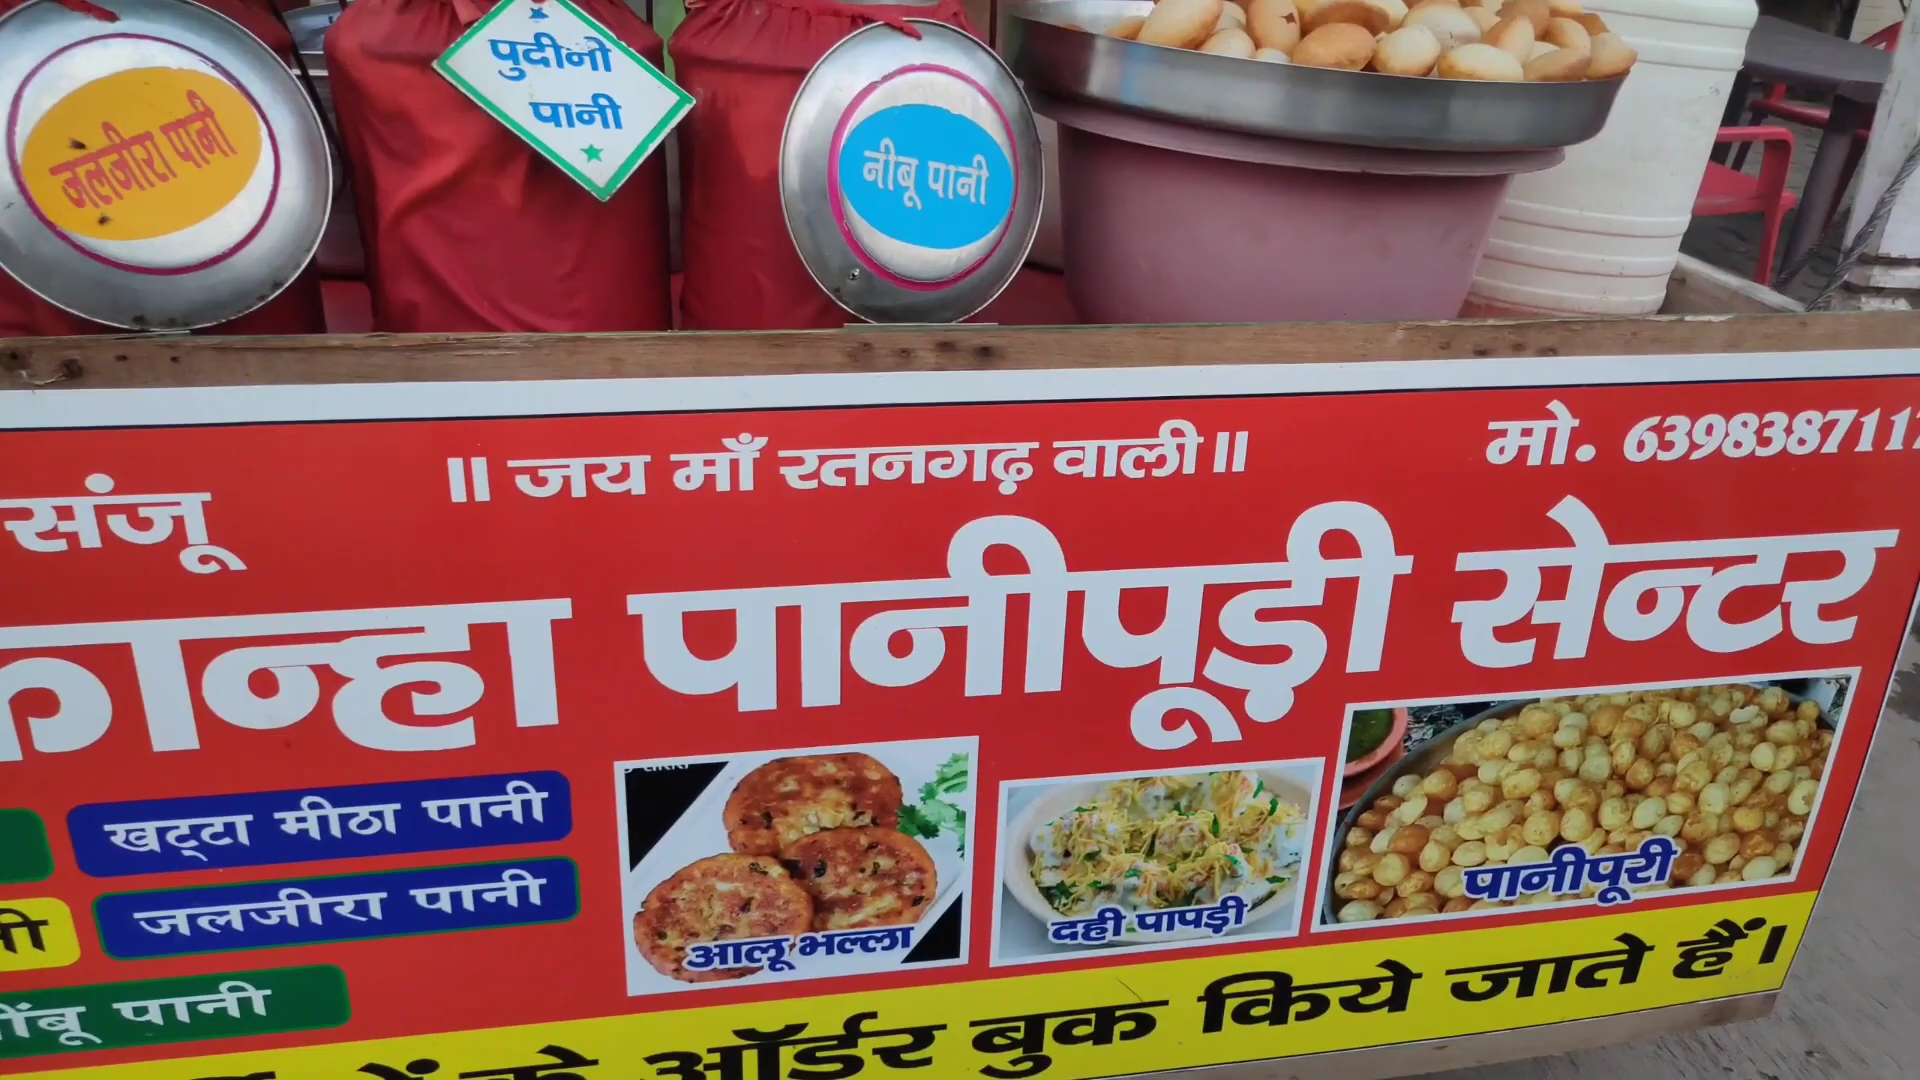 जलजीरा पानी
पुदीनो
पानी
नीबू पानी
॥ जय माँ रतनगढ़ वाली ॥
मो. 639838711
संजू
कान्हा पानीपूड़ी सेन्टर
खट्टा मीठा पानी
जलजीरा पानी
नींबू पानी
आलू भल्ला
दही पापड़ी
पानीपूरी
के ऑर्डर बुक किये जाते हैं।